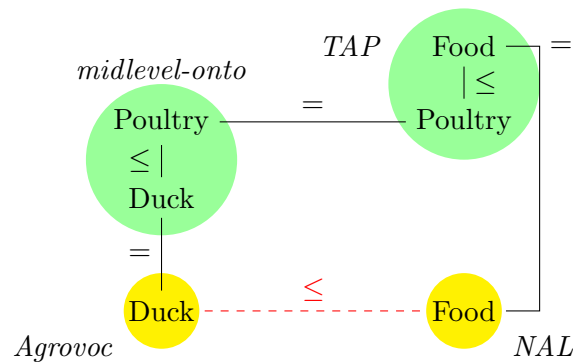 TAP
Food
=
midlevel-onto
| ≤
Poultry
=
Poultry
≤ |
Duck
=
≤
Duck
Food
Agrovoc
NAL